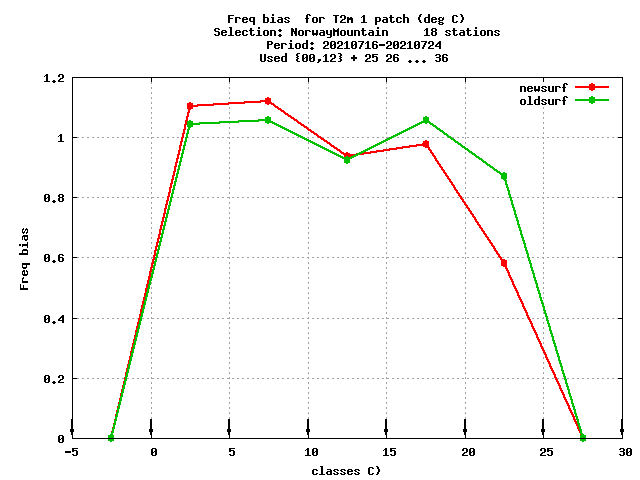 Freq bias  for T2m 1 patch (deg C)
Selection: NorwayMountain     18 stations
Period: 20210716-20210724
Used {00,12} + 25 26 ... 36
newsurf
oldsurf
1.2
1
0.8
0.6
0.4
0.2
0
Freq bias
-5 0 5 10 15 20 25 30
classes C)